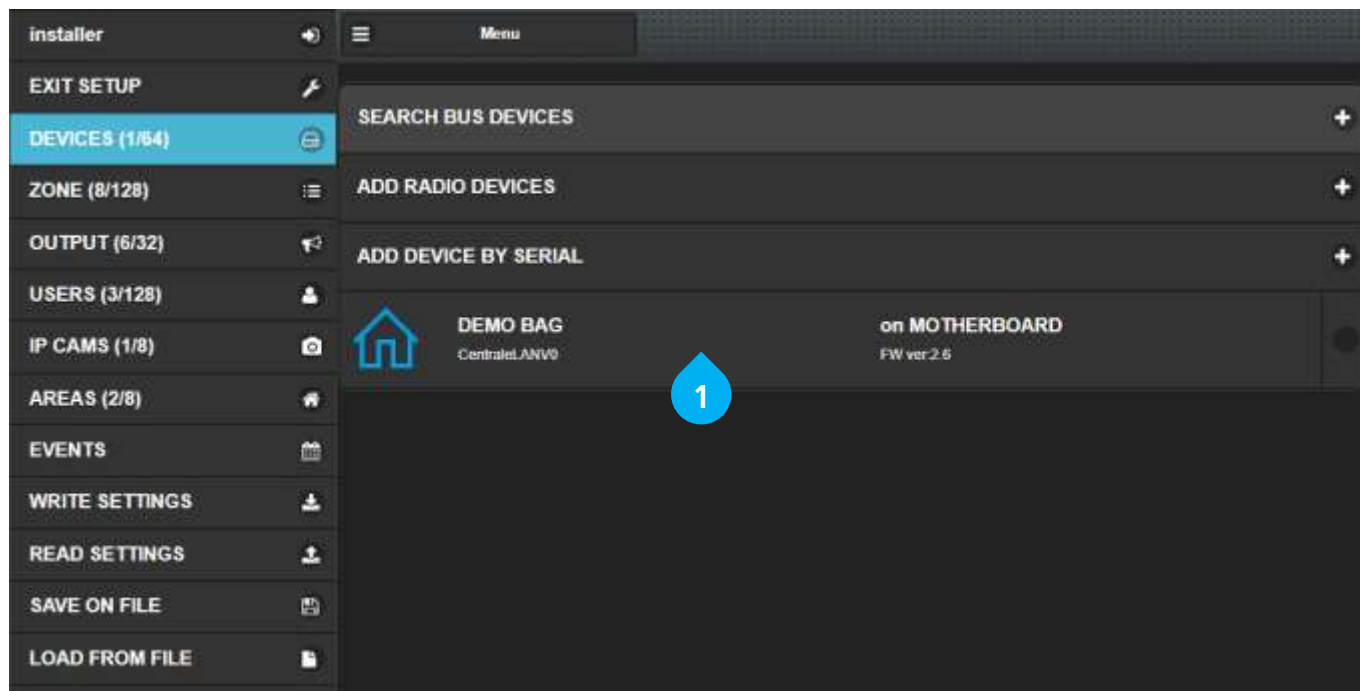 installer
Menu
EXIT SETUP
DEVICES (1/64)
ZONE (8/128)
OUTPUT (6/32)
USERS (3/128)
IP CAMS (1/8)
AREAS (2/8)
EVENTS
WRITE SETTINGS
READ SETTINGS
SAVE ON FILE
LOAD FROM FILE
SEARCH BUS DEVICES
ADD RADIO DEVICES
ADD DEVICE BY SERIAL
DEMO BAG
CentraleLANV0
on MOTHERBOARD
FW ver:2.6
1